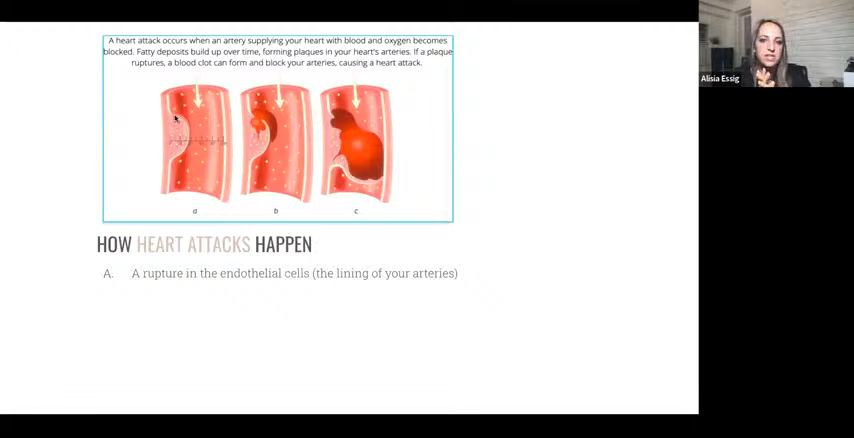 A heart attack occurs when an artery supplying your heart with blood and oxygen becomes
blocked. Fatty deposits build up over time, forming plaques in your heart's arteries. If a plaque
ruptures, a blood clot can form and block your arteries, causing a heart attack.
a b c
HOW HEART ATTACKS HAPPEN
A. A rupture in the endothelial cells (the lining of your arteries)
Alisia Essig